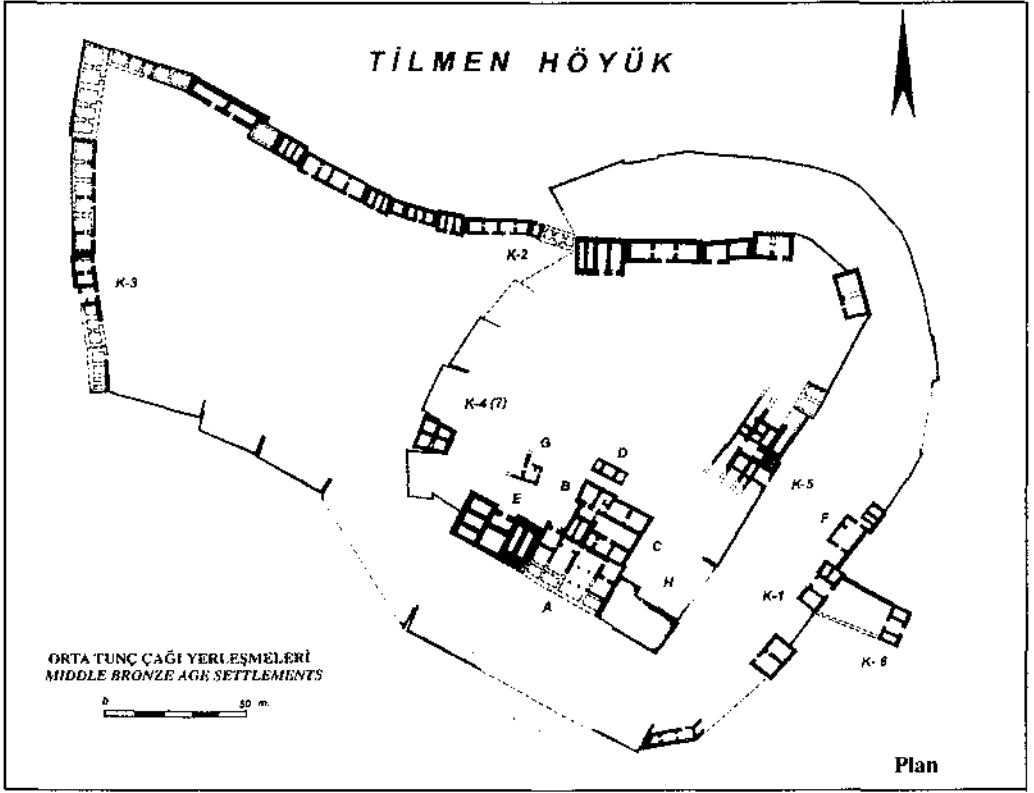 TİLMEN HÖYÜK
K-2
K-3
K-4 (?)
G
D
E
B
K-5
F
C
H
K-1
A
K-6
ORTA TUNÇ ÇAĞI YERLEŞMELERİ
MIDDLE BRONZE AGE SETTLEMENTS
0 50 m.
Plan